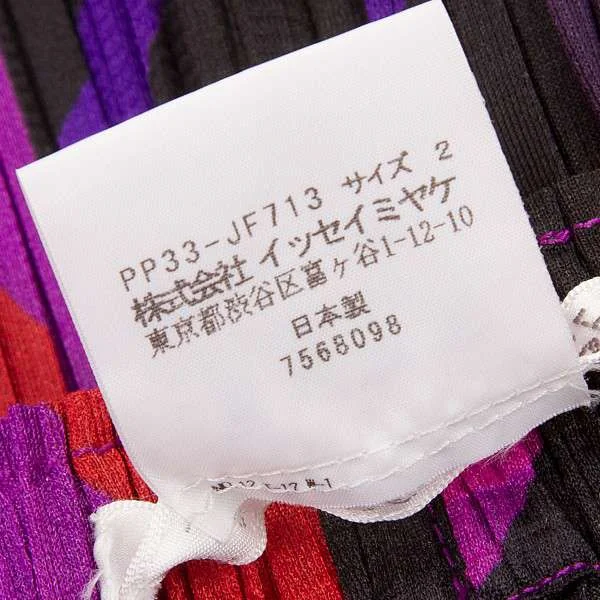 PP33-JF713 サイズ 2
株式会社 イッセイミヤケ
東京都渋谷区富ヶ谷1-12-10
日本製
7568098